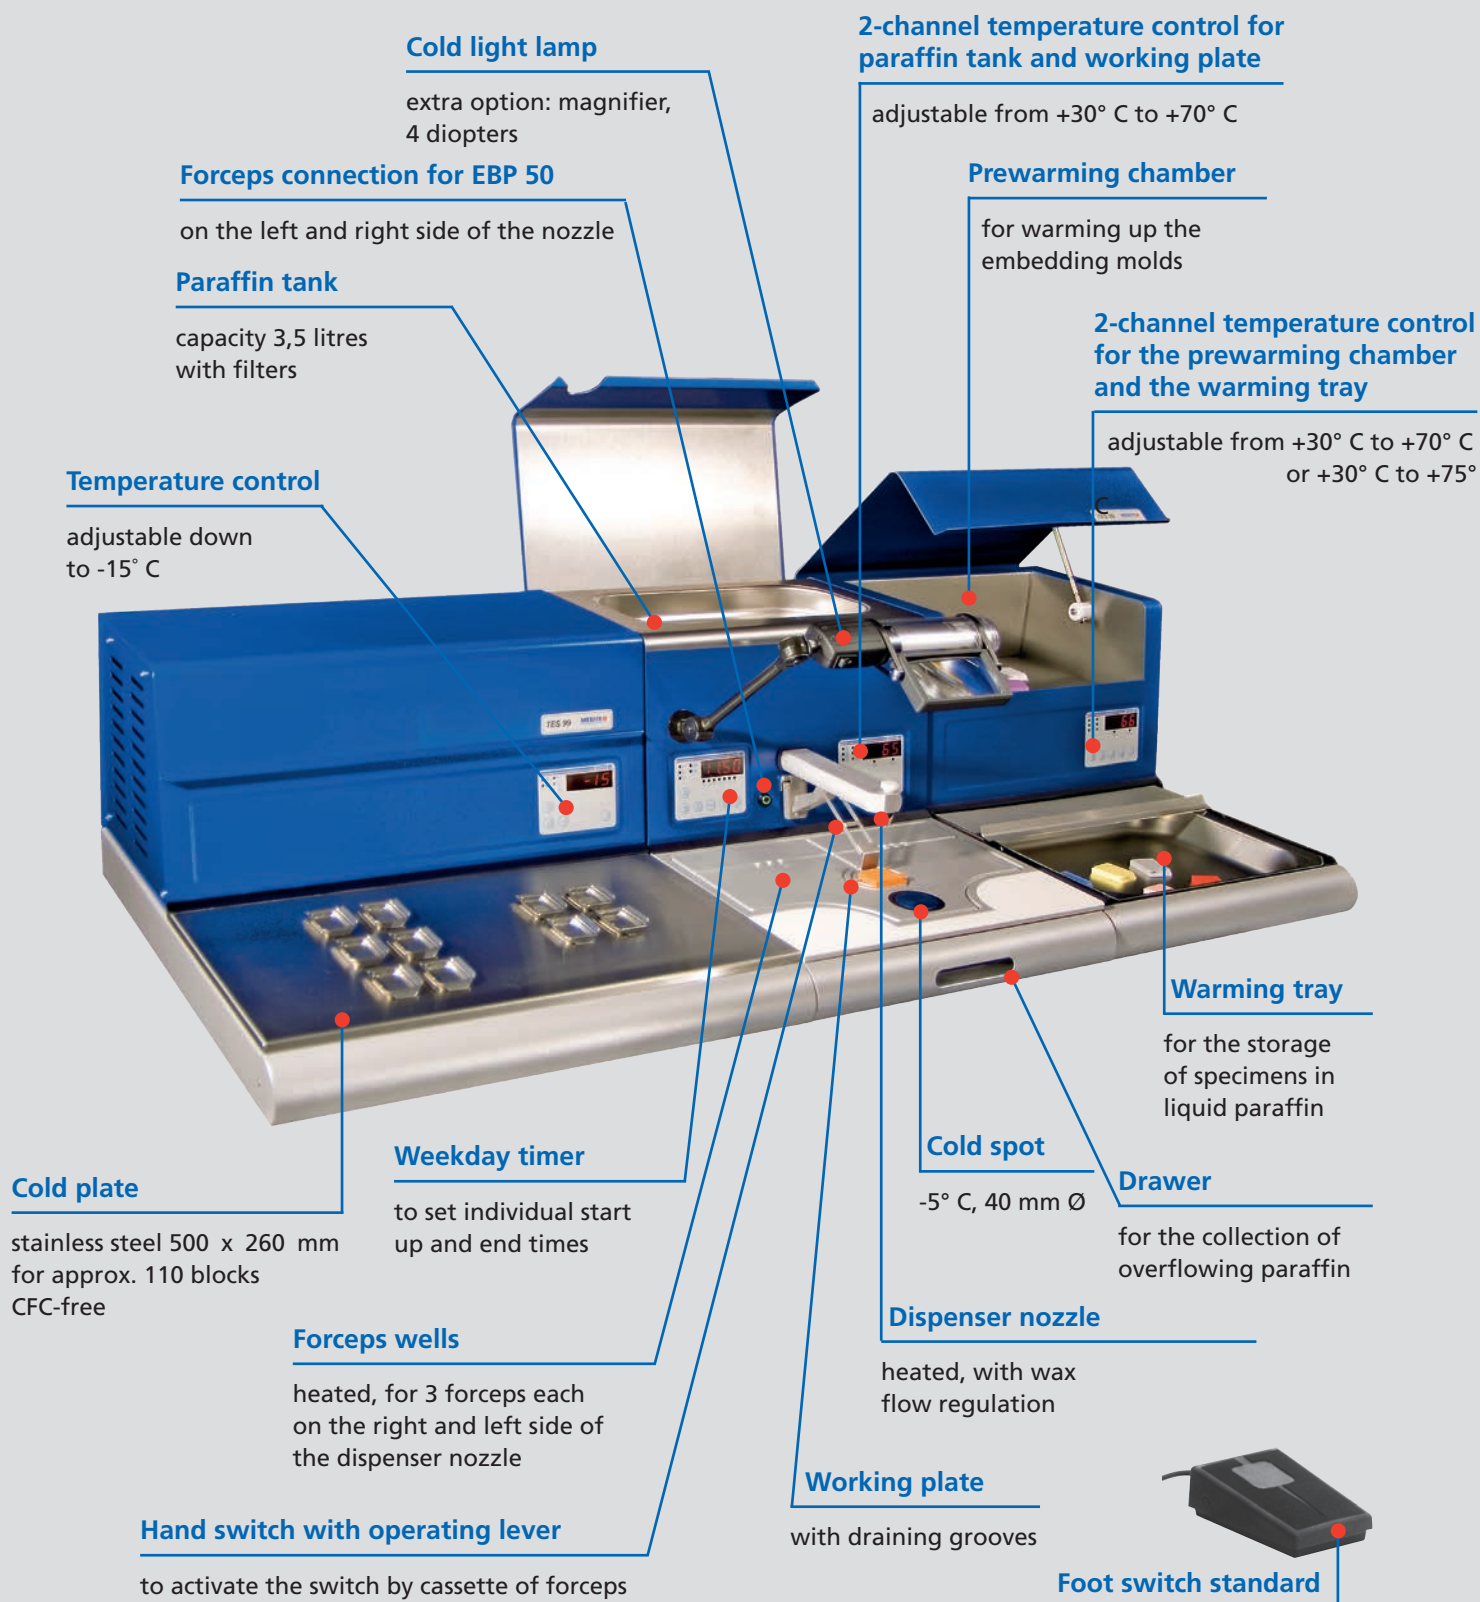 2-channel temperature control for
paraffin tank and working plate
adjustable from +30° C to +70° C
Cold light lamp
extra option: magnifier,
4 diopters
Forceps connection for EBP 50
on the left and right side of the nozzle
Prewarming chamber
for warming up the
embedding molds
Paraffin tank
capacity 3,5 litres
with filters
2-channel temperature control
for the prewarming chamber
and the warming tray
adjustable from +30° C to +70° C
or +30° C to +75°
C
Temperature control
adjustable down
to -15° C
TES 99
MEDITE
-15
1150
65
66
Warming tray
for the storage
of specimens in
liquid paraffin
Cold spot
-5° C, 40 mm Ø
Drawer
for the collection of
overflowing paraffin
Weekday timer
to set individual start
up and end times
Cold plate
stainless steel 500 x 260 mm
for approx. 110 blocks
CFC-free
Dispenser nozzle
heated, with wax
flow regulation
Forceps wells
heated, for 3 forceps each
on the right and left side of
the dispenser nozzle
Working plate
with draining grooves
Hand switch with operating lever
to activate the switch by cassette of forceps
Foot switch standard